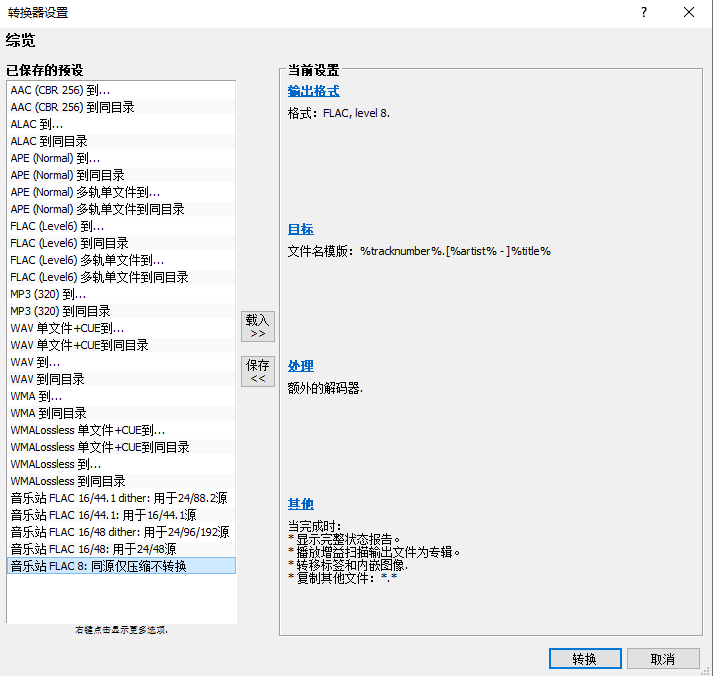 转换器设置
?
综览
已保存的预设
AAC (CBR 256) 到...
AAC (CBR 256) 到同目录
ALAC 到...
ALAC 到同目录
APE (Normal) 到...
APE (Normal) 到同目录
APE (Normal) 多轨单文件到...
APE (Normal) 多轨单文件到同目录
FLAC (Level6) 到...
FLAC (Level6) 到同目录
FLAC (Level6) 多轨单文件到...
FLAC (Level6) 多轨单文件到同目录
MP3 (320) 到...
MP3 (320) 到同目录
WAV 单文件+CUE到...
WAV 单文件+CUE到同目录
WAV 到...
WAV 到同目录
WMA 到...
WMA 到同目录
WMALossless 单文件+CUE到...
WMALossless 单文件+CUE到同目录
WMALossless 到...
WMALossless 到同目录
音乐站 FLAC 16/44.1 dither: 用于24/88.2源
音乐站 FLAC 16/44.1: 用于16/44.1源
音乐站 FLAC 16/48 dither: 用于24/96/192源
音乐站 FLAC 16/48: 用于24/48源
音乐站 FLAC 8: 同源仅压缩不转换
右键点击显示更多选项.
载入
>>
保存
<<
当前设置
输出格式
格式：FLAC, level 8.
目标
文件名模版：%tracknumber%.[%artist% - ]%title%
处理
额外的解码器.
其他
当完成时：
* 显示完整状态报告。
* 播放增益扫描输出文件为专辑。
* 转移标签和内嵌图像.
* 复制其他文件：*.*
转换
取消